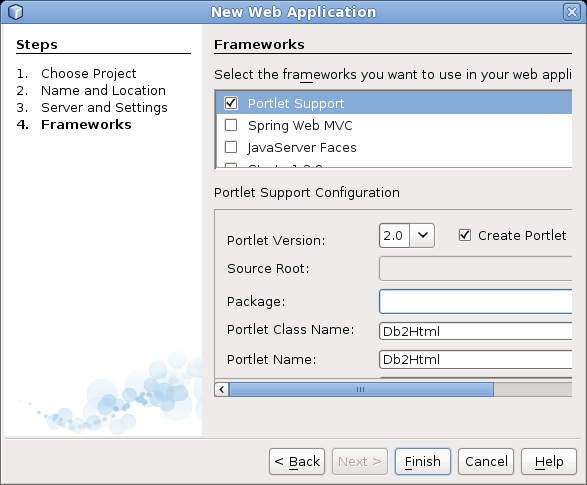 New Web Application
Steps
1. Choose Project
2. Name and Location
3. Server and Settings
4. Frameworks
Frameworks
Select the frameworks you want to use in your web appli
Portlet Support
Spring Web MVC
JavaServer Faces
Portlet Support Configuration
Portlet Version: 2.0 Create Portlet
Source Root:
Package:
Portlet Class Name: Db2Html
Portlet Name: Db2Html
< Back Next > Finish Cancel Help